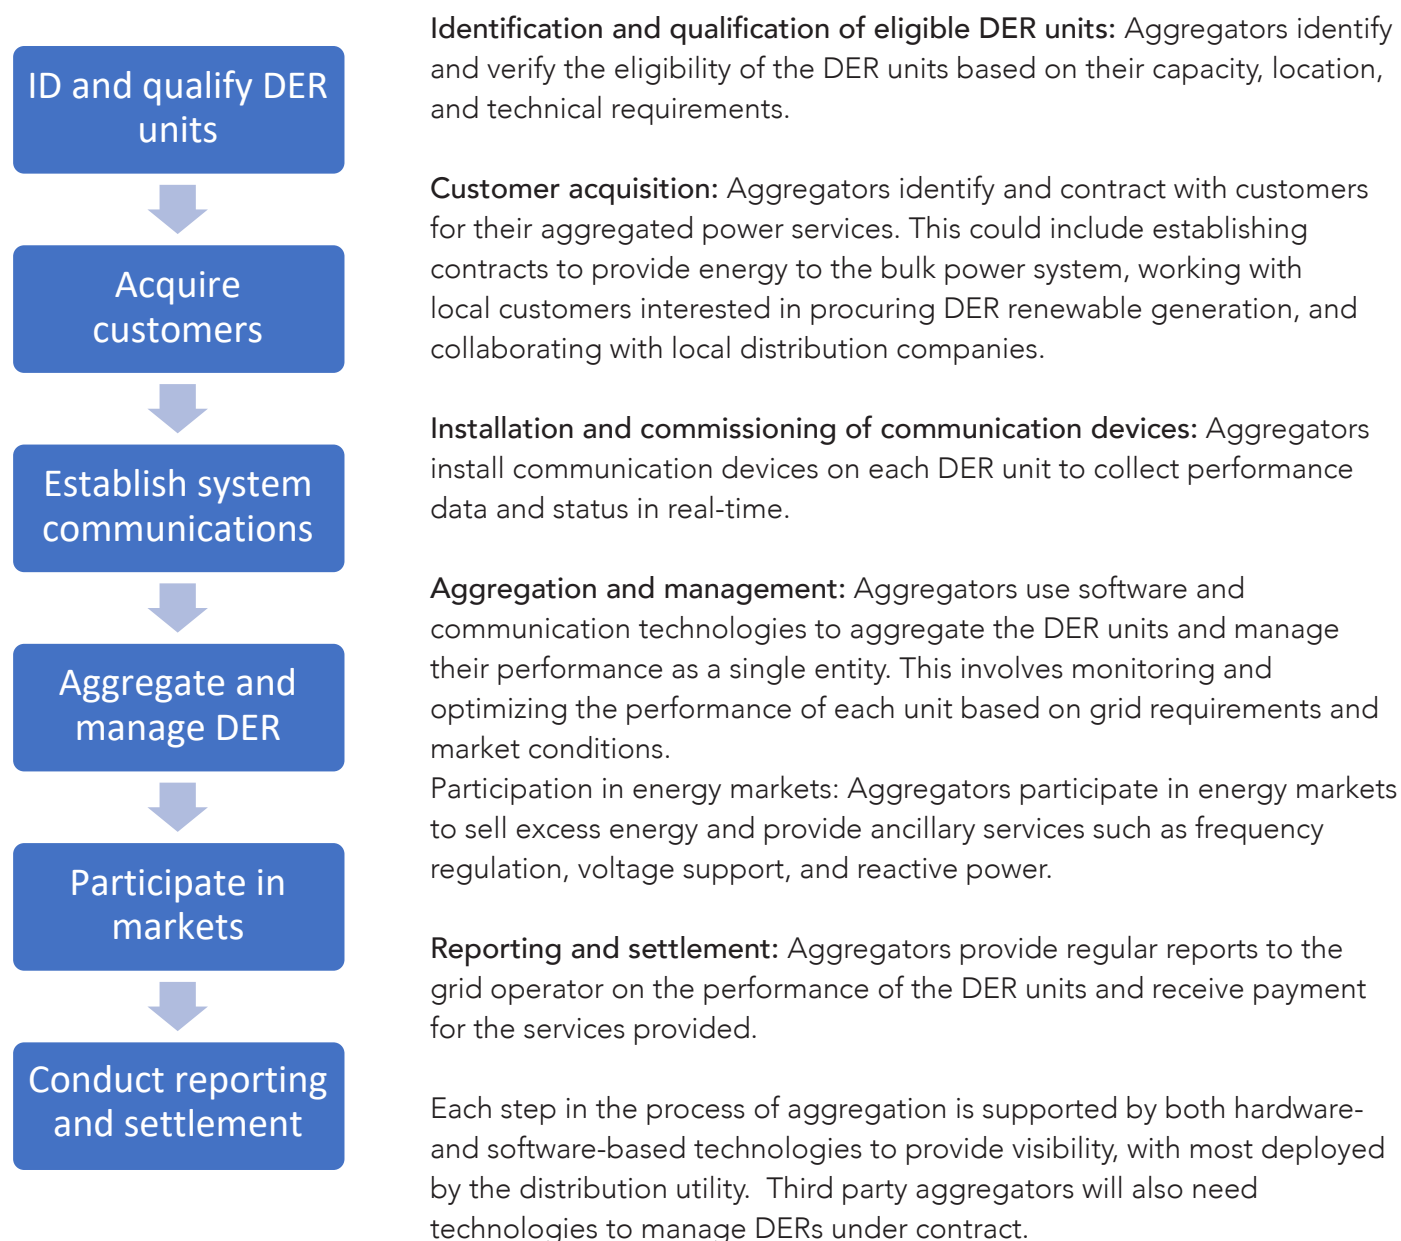 ID and qualify DER
units
Acquire
customers
Establish system
communications
Aggregate and
manage DER
Participate in
markets
Conduct reporting
and settlement
Identification and qualification of eligible DER units: Aggregators identify
and verify the eligibility of the DER units based on their capacity, location,
and technical requirements.
Customer acquisition: Aggregators identify and contract with customers
for their aggregated power services. This could include establishing
contracts to provide energy to the bulk power system, working with
local customers interested in procuring DER renewable generation, and
collaborating with local distribution companies.
Installation and commissioning of communication devices: Aggregators
install communication devices on each DER unit to collect performance
data and status in real-time.
Aggregation and management: Aggregators use software and
communication technologies to aggregate the DER units and manage
their performance as a single entity. This involves monitoring and
optimizing the performance of each unit based on grid requirements and
market conditions.
Participation in energy markets: Aggregators participate in energy markets
to sell excess energy and provide ancillary services such as frequency
regulation, voltage support, and reactive power.
Reporting and settlement: Aggregators provide regular reports to the
grid operator on the performance of the DER units and receive payment
for the services provided.
Each step in the process of aggregation is supported by both hardware-
and software-based technologies to provide visibility, with most deployed
by the distribution utility.  Third party aggregators will also need
technologies to manage DERs under contract.